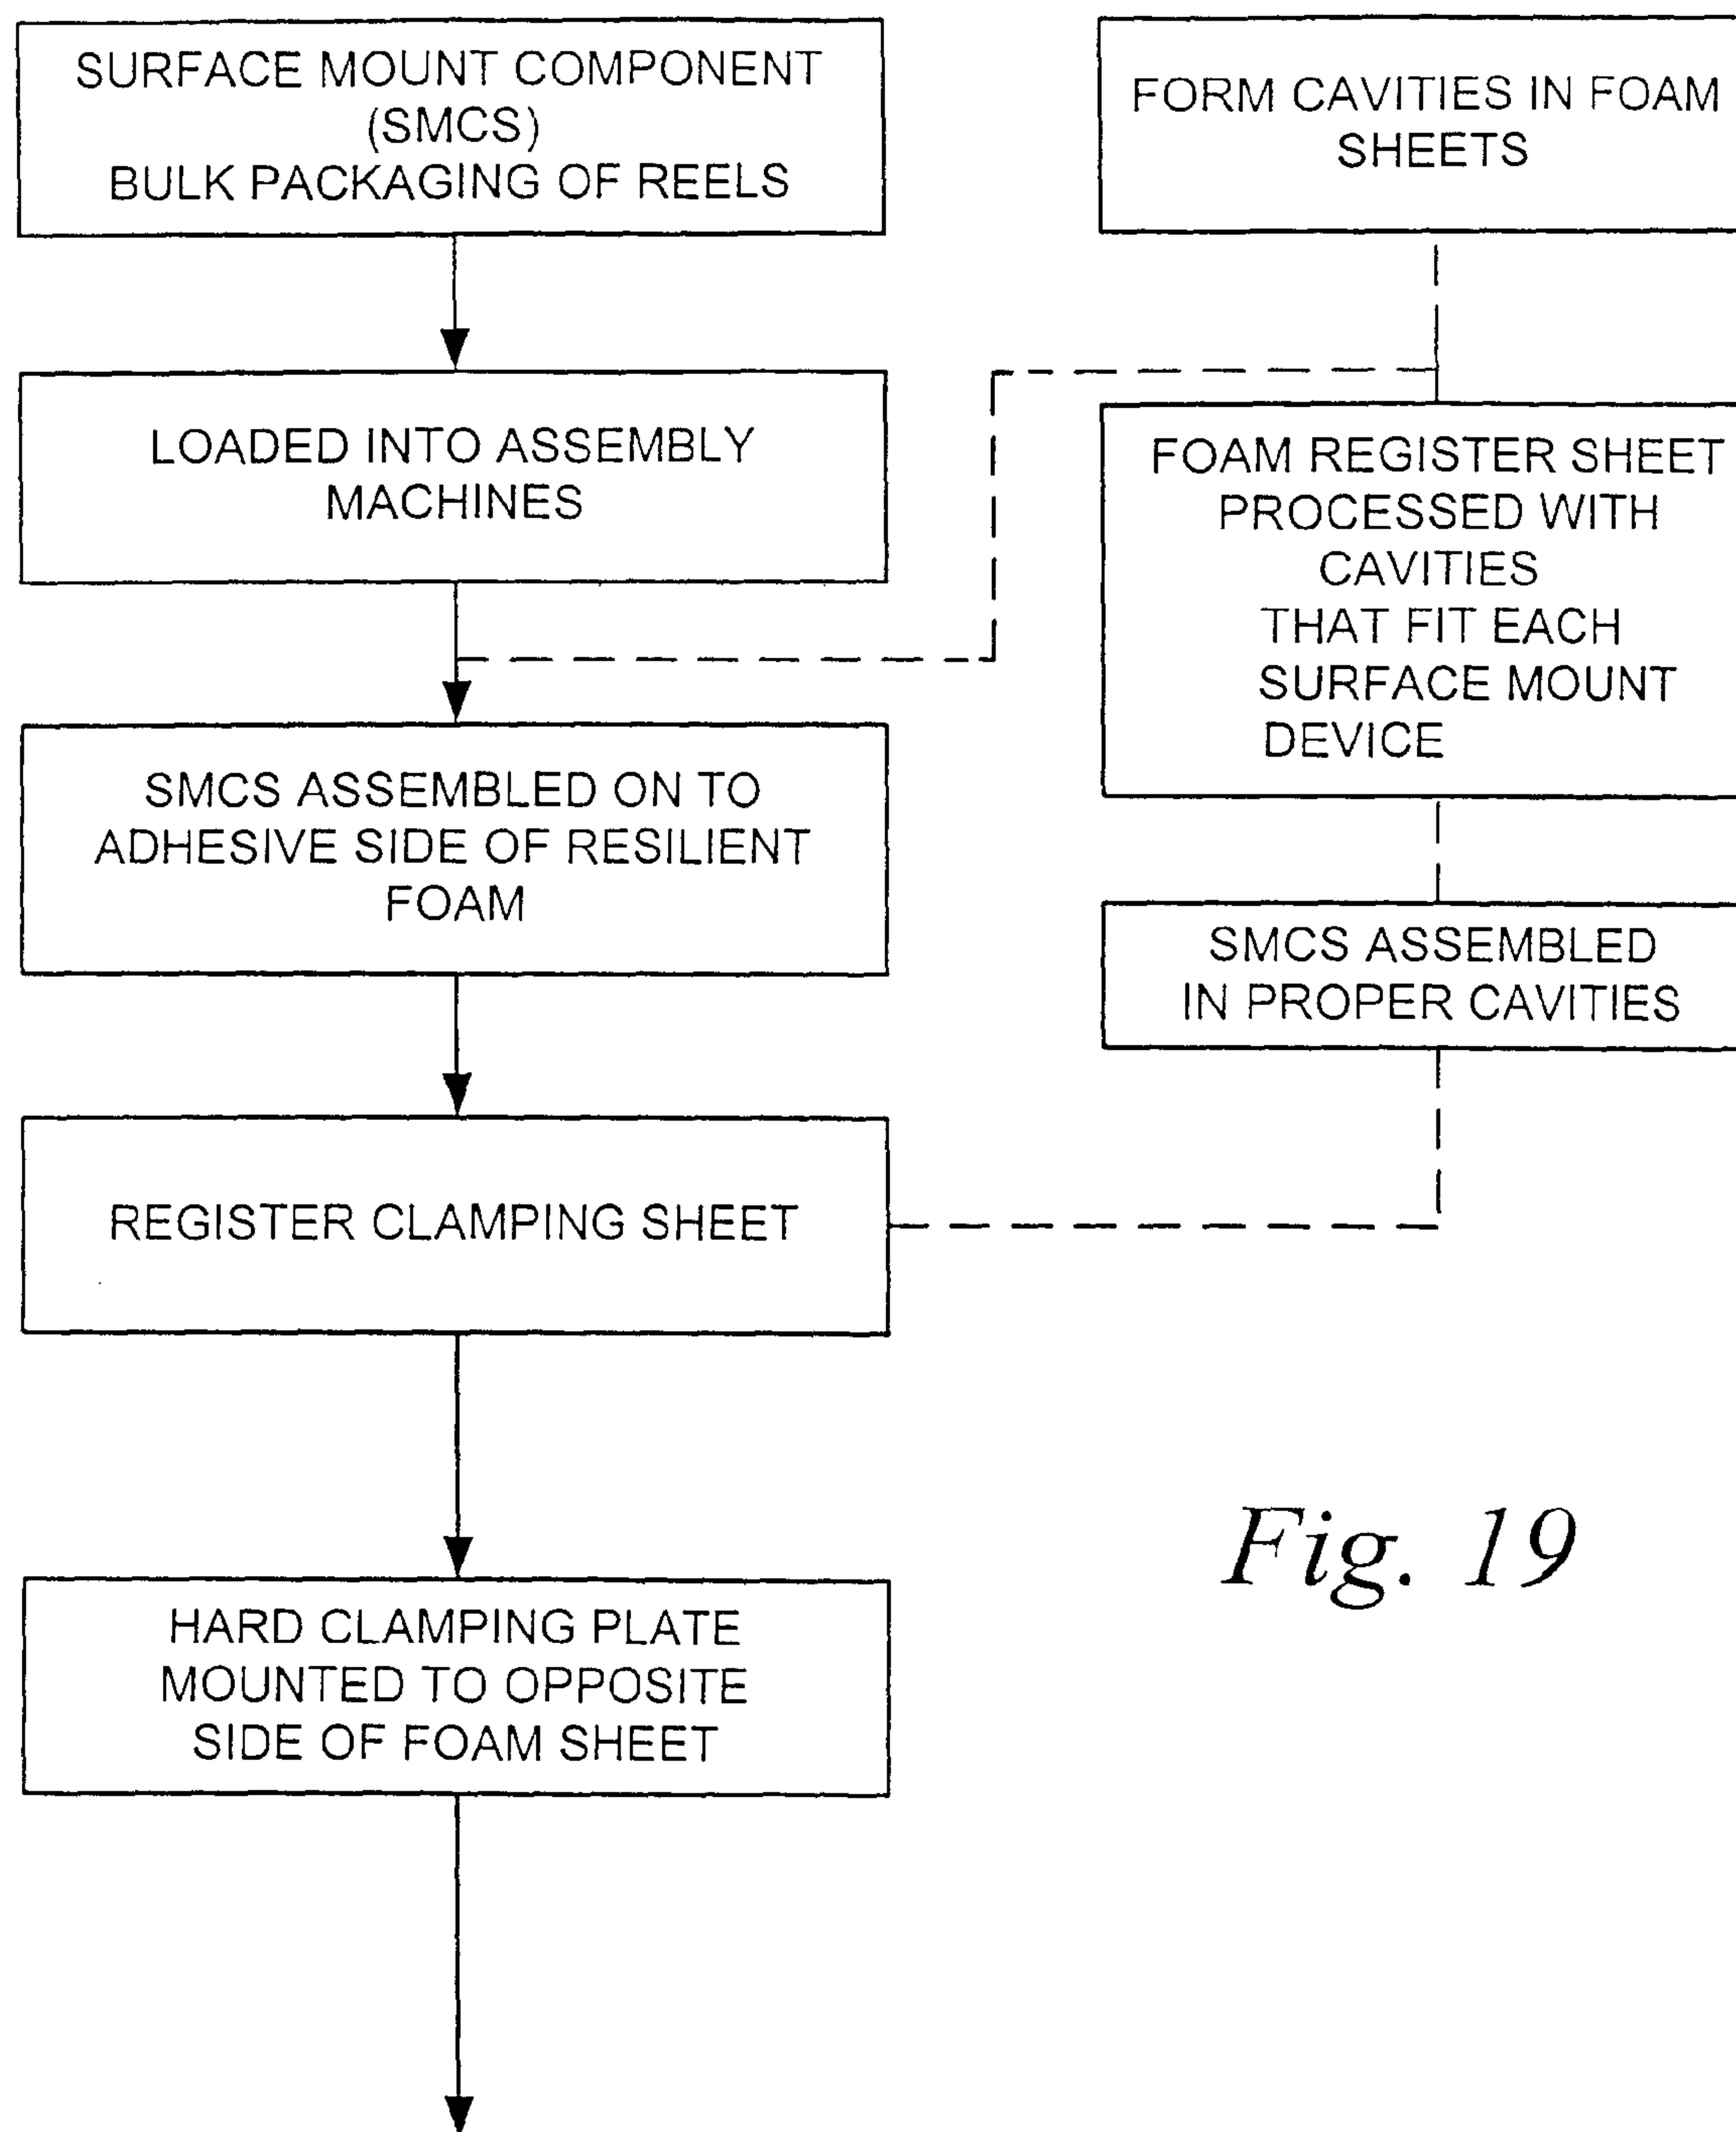 SURFACE MOUNT COMPONENT
(SMCS)
BULK PACKAGING OF REELS
LOADED INTO ASSEMBLY
MACHINES
SMCS ASSEMBLED ON TO
ADHESIVE SIDE OF RESILIENT
FOAM
REGISTER CLAMPING SHEET
HARD CLAMPING PLATE
MOUNTED TO OPPOSITE
SIDE OF FOAM SHEET
FORM CAVITIES IN FOAM
SHEETS
FOAM REGISTER SHEET
PROCESSED WITH
CAVITIES
THAT FIT EACH
SURFACE MOUNT
DEVICE
SMCS ASSEMBLED
IN PROPER CAVITIES
Fig. 19